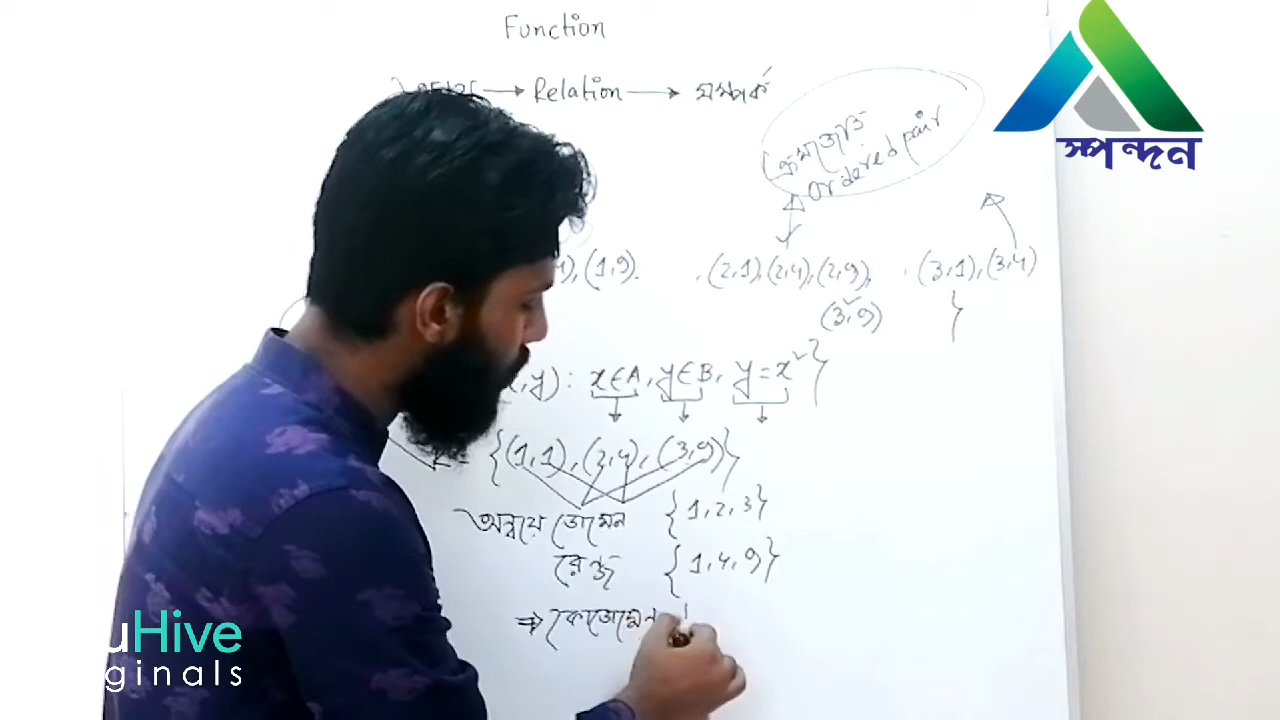 Function
→ Relation → সম্পর্ক
ক্রমজোড়
Ordered pair
স্পন্দন
), (1,9). , (2,1), (2,4), (2,9), , (3,1), (3,4)
(3,9) }
,y) : x∈A, y∈B, y = x² }
{(1,1), (2,4), (3,9)}
অন্বয়ে ডোমেন {1, 2, 3}
রেঞ্জ {1, 4, 9}
⇒ কোডোমেন
uHive
ginals